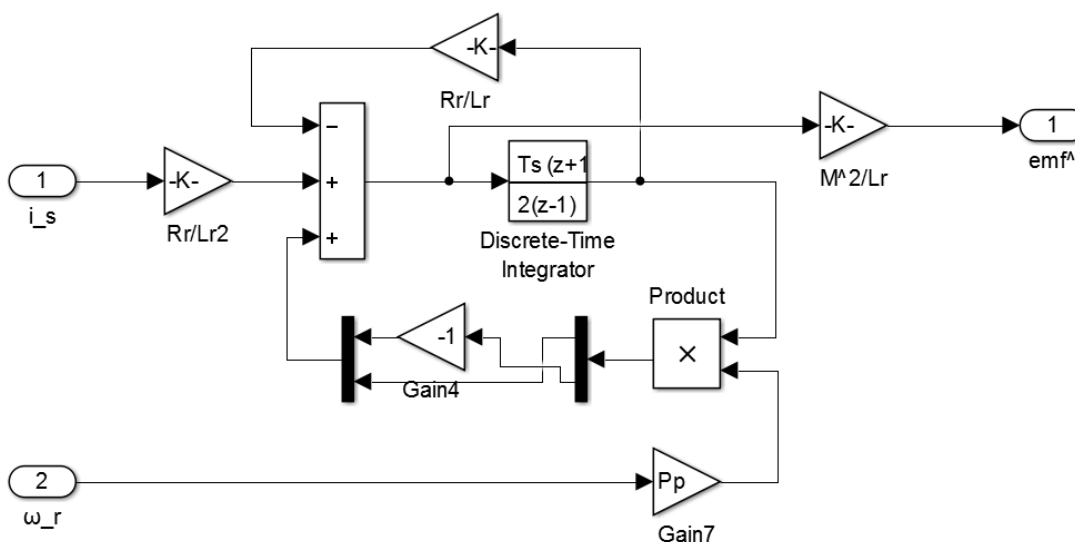 -K-
Rr/Lr
−
1
i_s
-K-
Rr/Lr2
+
+
Ts (z+1
2(z-1)
Discrete-Time
Integrator
-K-
M^2/Lr
1
emf^
Product
×
-1
Gain4
2
ω_r
Pp
Gain7